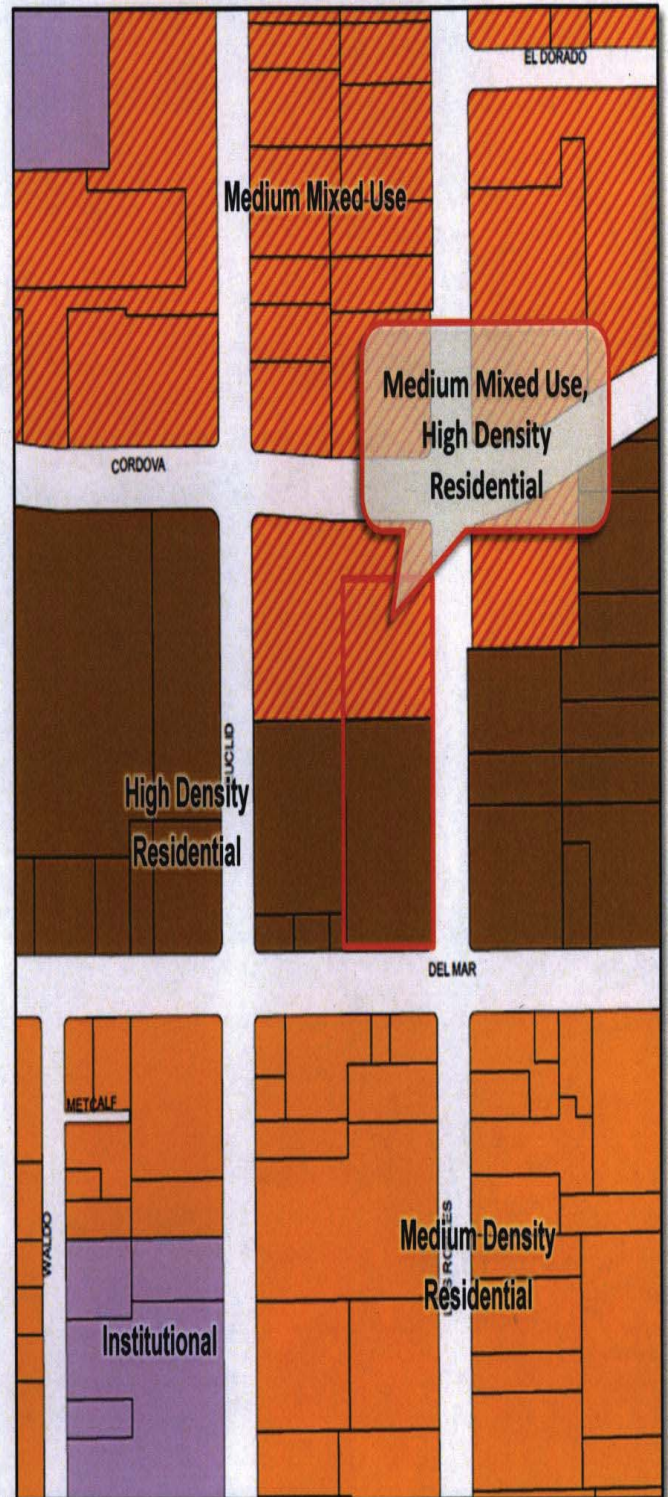 EL DORADO
Medium Mixed Use
Medium Mixed Use,
High Density
Residential
CORDOVA
UCLID
High Density
Residential
DEL MAR
METCALF
WALDO
Medium Density
Residential
Institutional